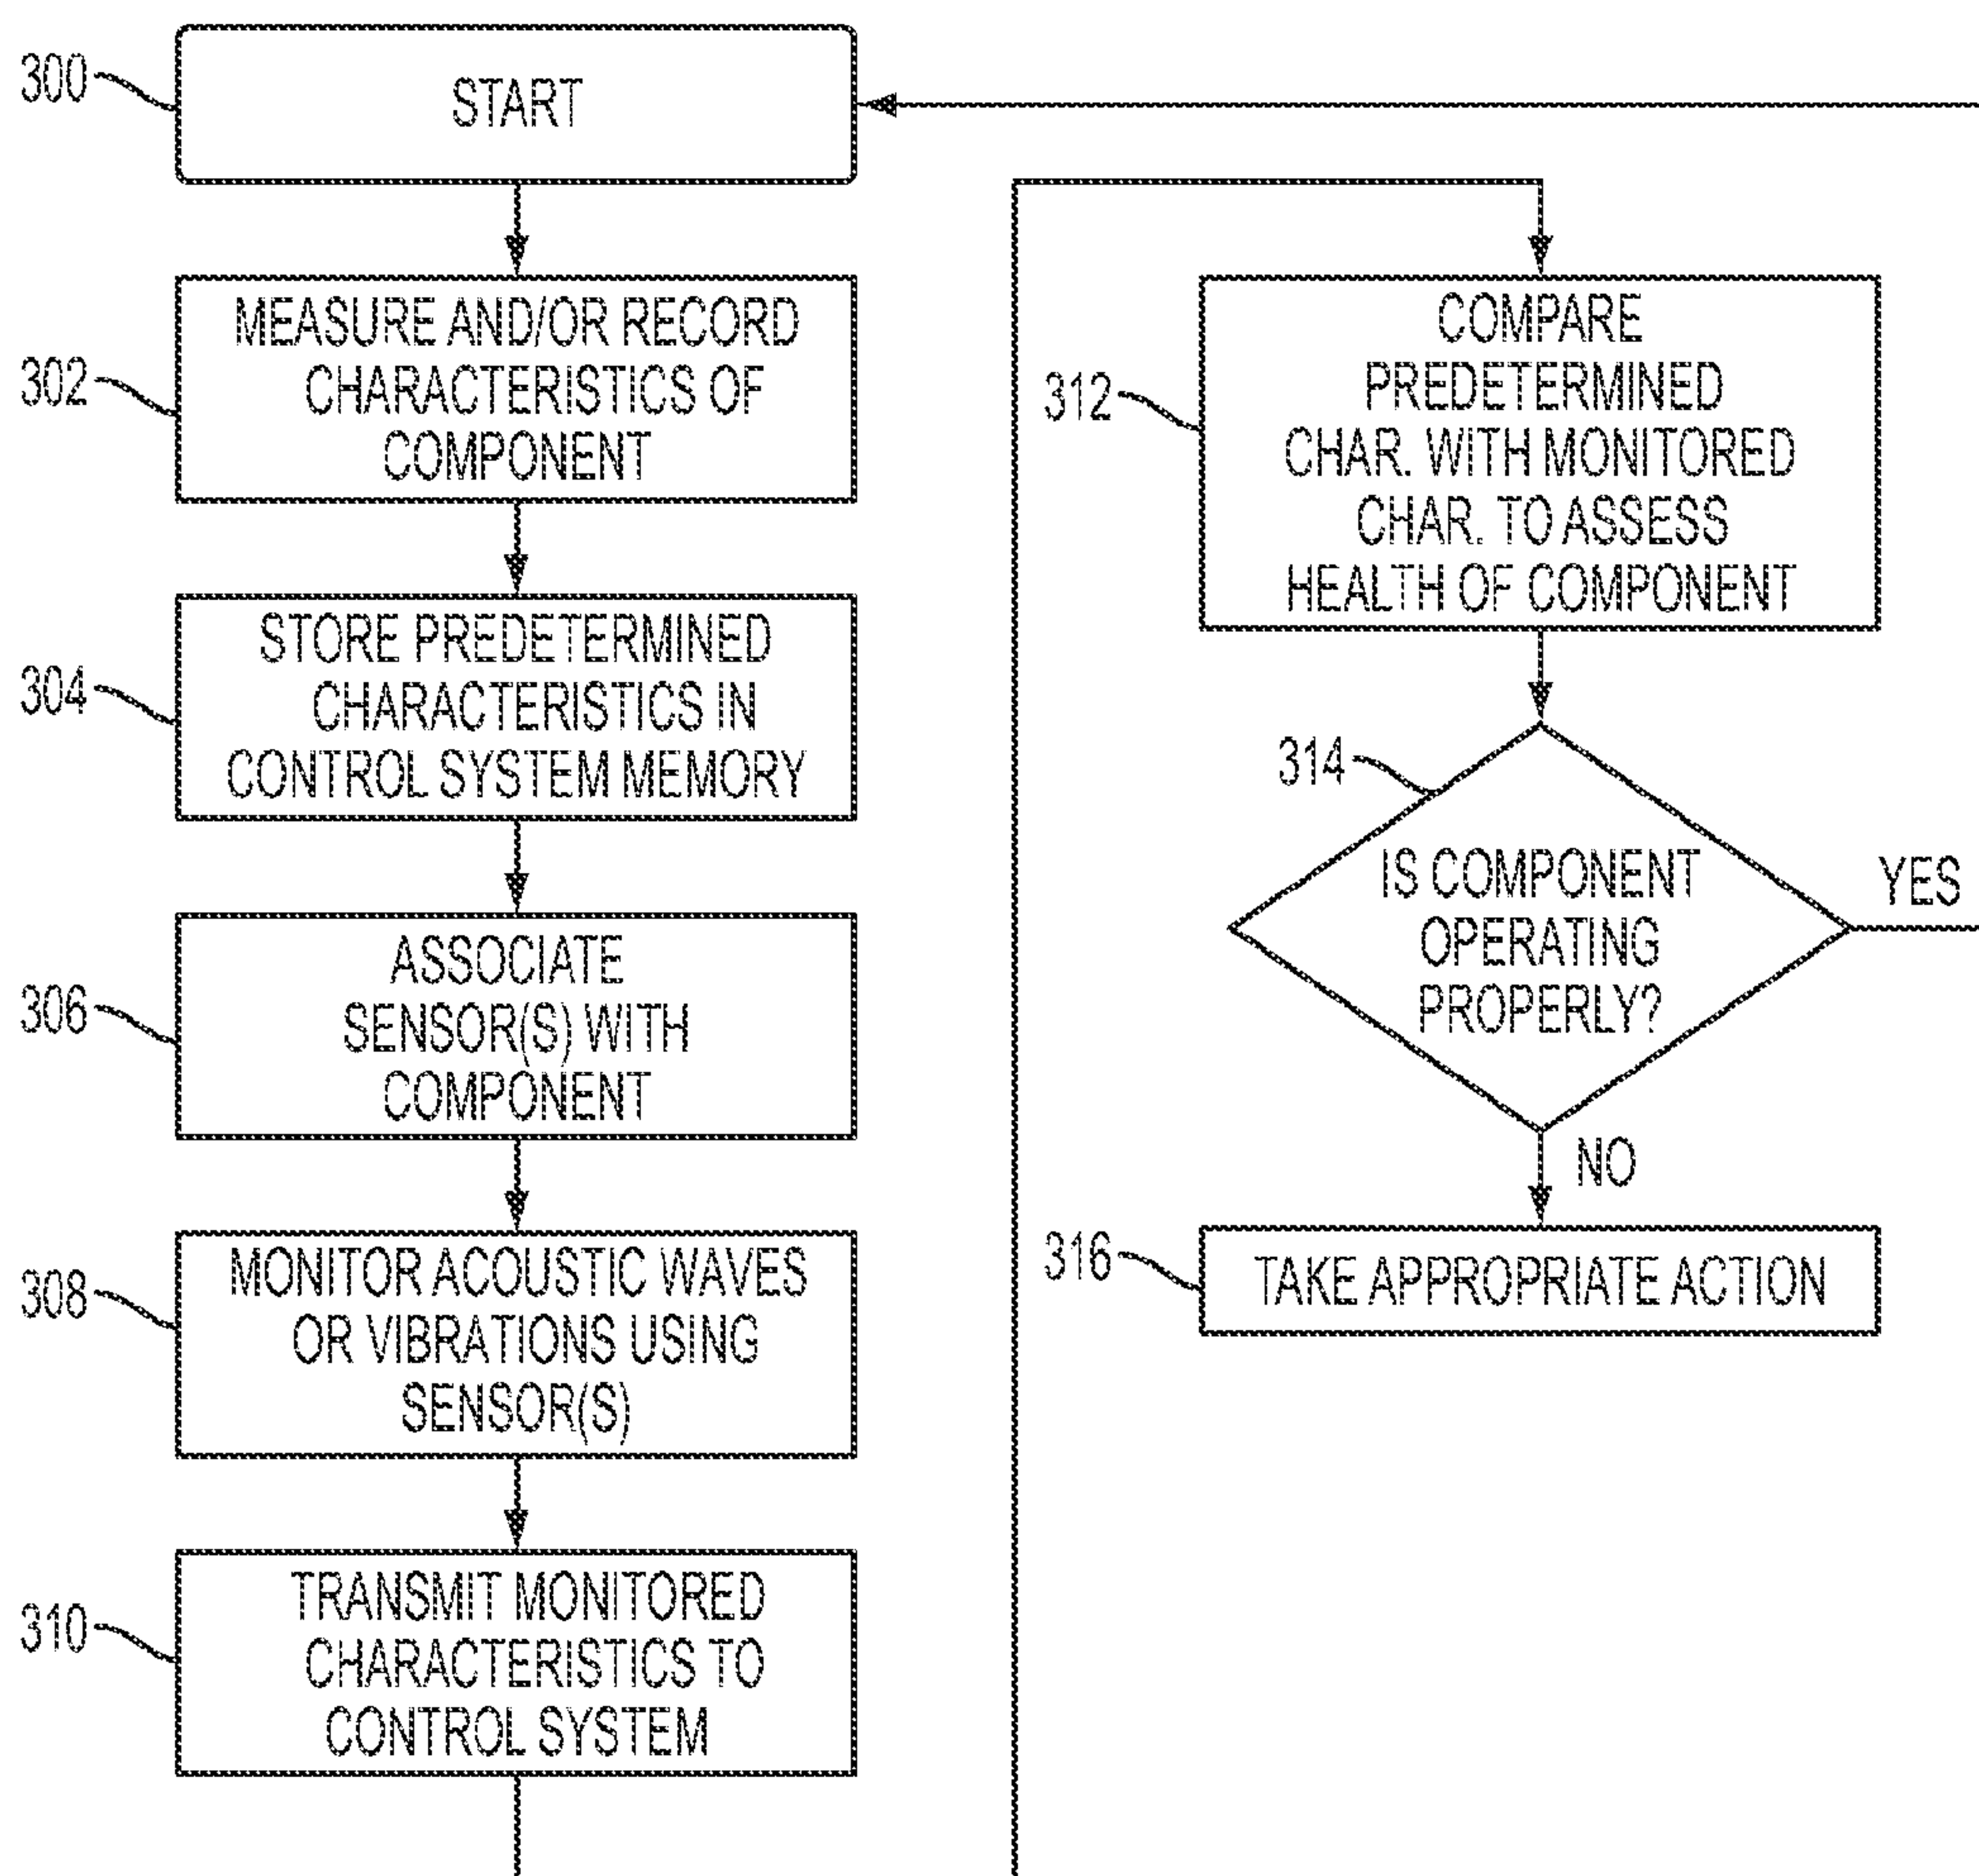 300
START
302
MEASURE AND/OR RECORD
CHARACTERISTICS OF
COMPONENT
304
STORE PREDETERMINED
CHARACTERISTICS IN
CONTROL SYSTEM MEMORY
306
ASSOCIATE
SENSOR(S) WITH
COMPONENT
308
MONITOR ACOUSTIC WAVES
OR VIBRATIONS USING
SENSOR(S)
310
TRANSMIT MONITORED
CHARACTERISTICS TO
CONTROL SYSTEM
312
COMPARE
PREDETERMINED
CHAR. WITH MONITORED
CHAR. TO ASSESS
HEALTH OF COMPONENT
314
IS COMPONENT
OPERATING
PROPERLY?
YES
NO
316
TAKE APPROPRIATE ACTION